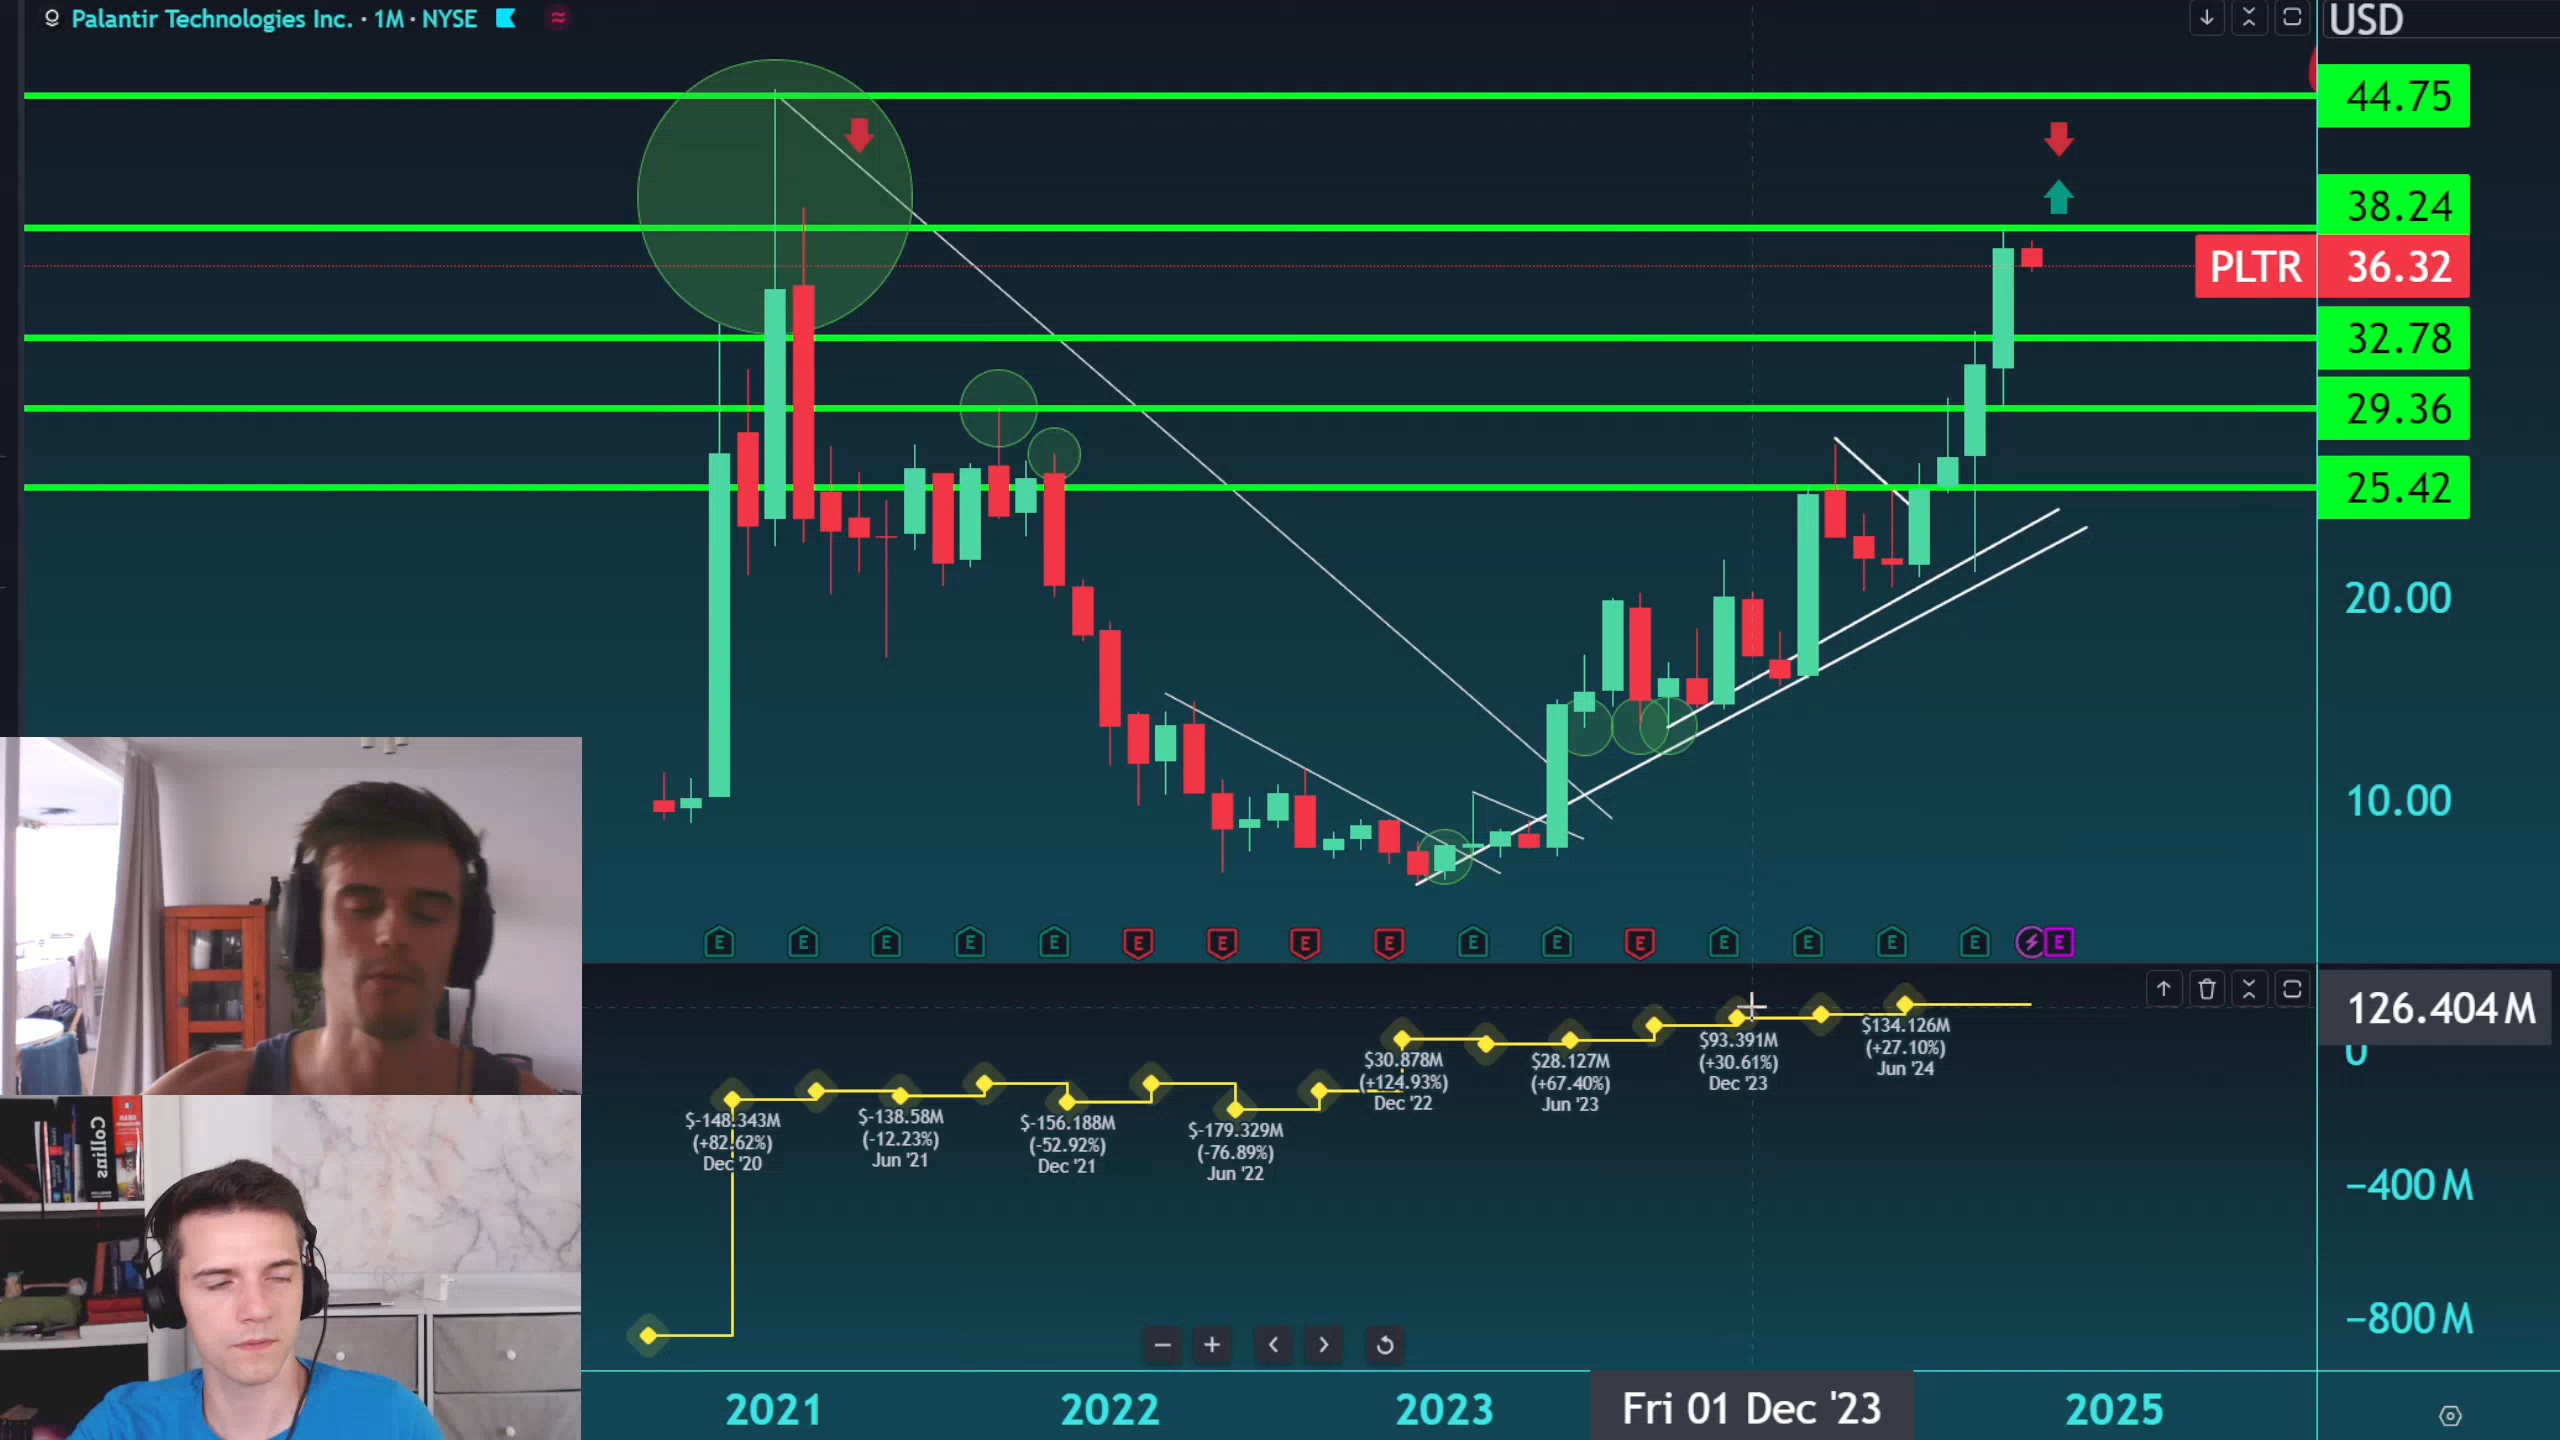 Palantir Technologies Inc. · 1M · NYSE
USD
44.75
38.24
PLTR 36.32
32.78
29.36
25.42
20.00
10.00
E E E E E E E E E E E E E E E E E
126.404 M
0
−400 M
−800 M
$-148.343M
(+82.62%)
Dec '20
$-138.58M
(-12.23%)
Jun '21
$-156.188M
(-52.92%)
Dec '21
$-179.329M
(-76.89%)
Jun '22
$30.878M
(+124.93%)
Dec '22
$28.127M
(+67.40%)
Jun '23
$93.391M
(+30.61%)
Dec '23
$134.126M
(+27.10%)
Jun '24
2021 2022 2023 Fri 01 Dec '23 2025
Collins